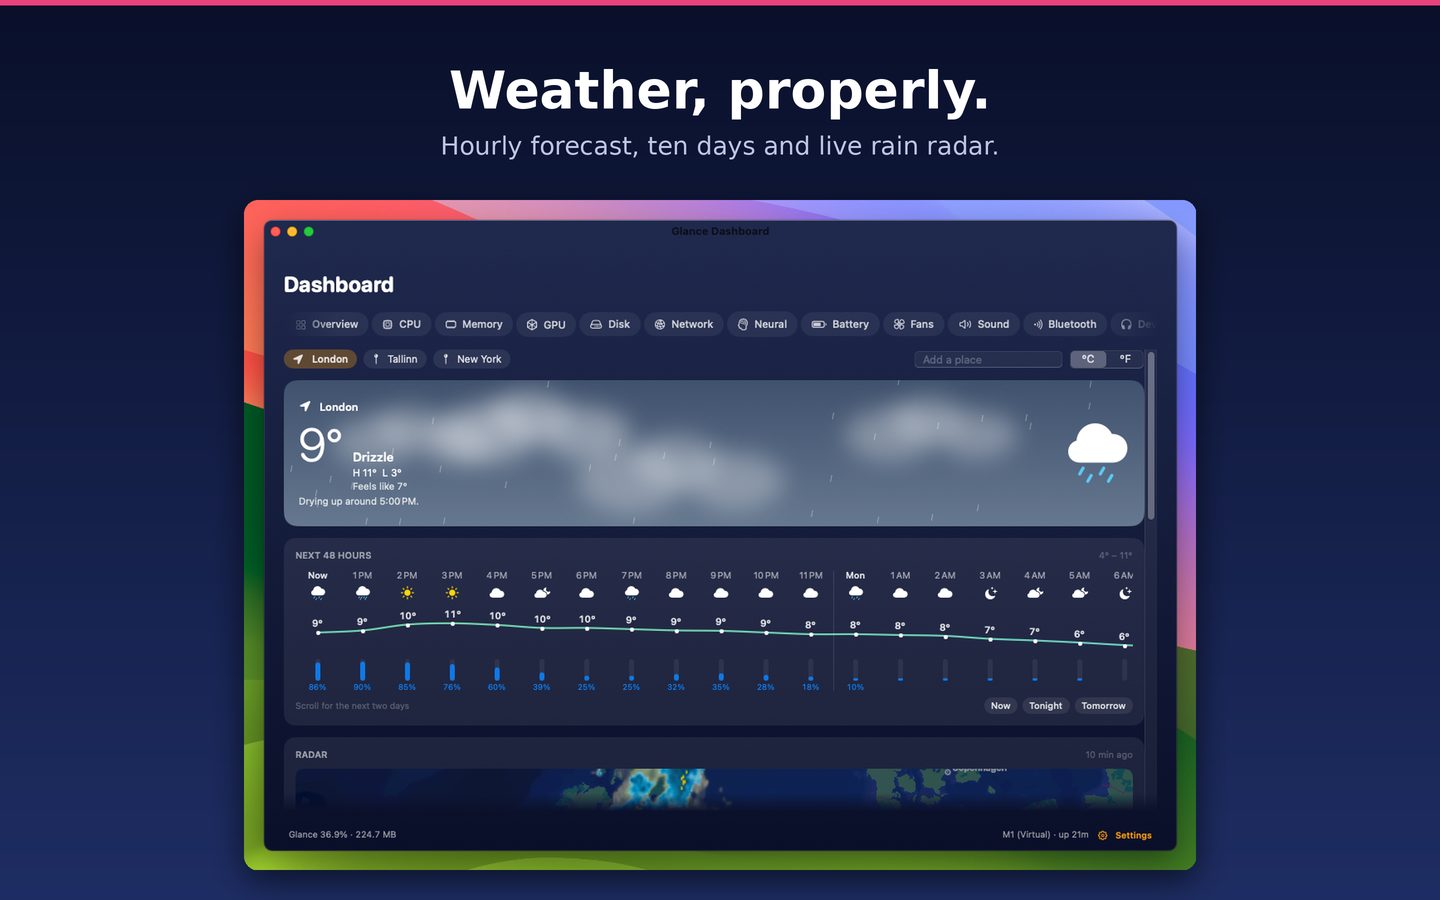 Weather, properly.
Hourly forecast, ten days and live rain radar.
Glance Dashboard
Dashboard
Overview CPU Memory GPU Disk Network Neural Battery Fans Sound Bluetooth
London Tallinn New York Add a place °C °F
London
9°
Drizzle
H 11° L 3°
Feels like 7°
Drying up around 5:00 PM.
NEXT 48 HOURS 4° – 11°
Now 1 PM 2 PM 3 PM 4 PM 5 PM 6 PM 7 PM 8 PM 9 PM 10 PM 11 PM Mon 1 AM 2 AM 3 AM 4 AM 5 AM 6 AM
9° 9° 10° 11° 10° 10° 10° 9° 9° 9° 9° 8° 8° 8° 8° 7° 7° 6° 6°
86% 90% 85% 76% 60% 39% 25% 25% 32% 35% 28% 18% 10%
Scroll for the next two days Now Tonight Tomorrow
RADAR 10 min ago
Copenhagen
Glance 36.9% · 224.7 MB M1 (Virtual) · up 21m Settings